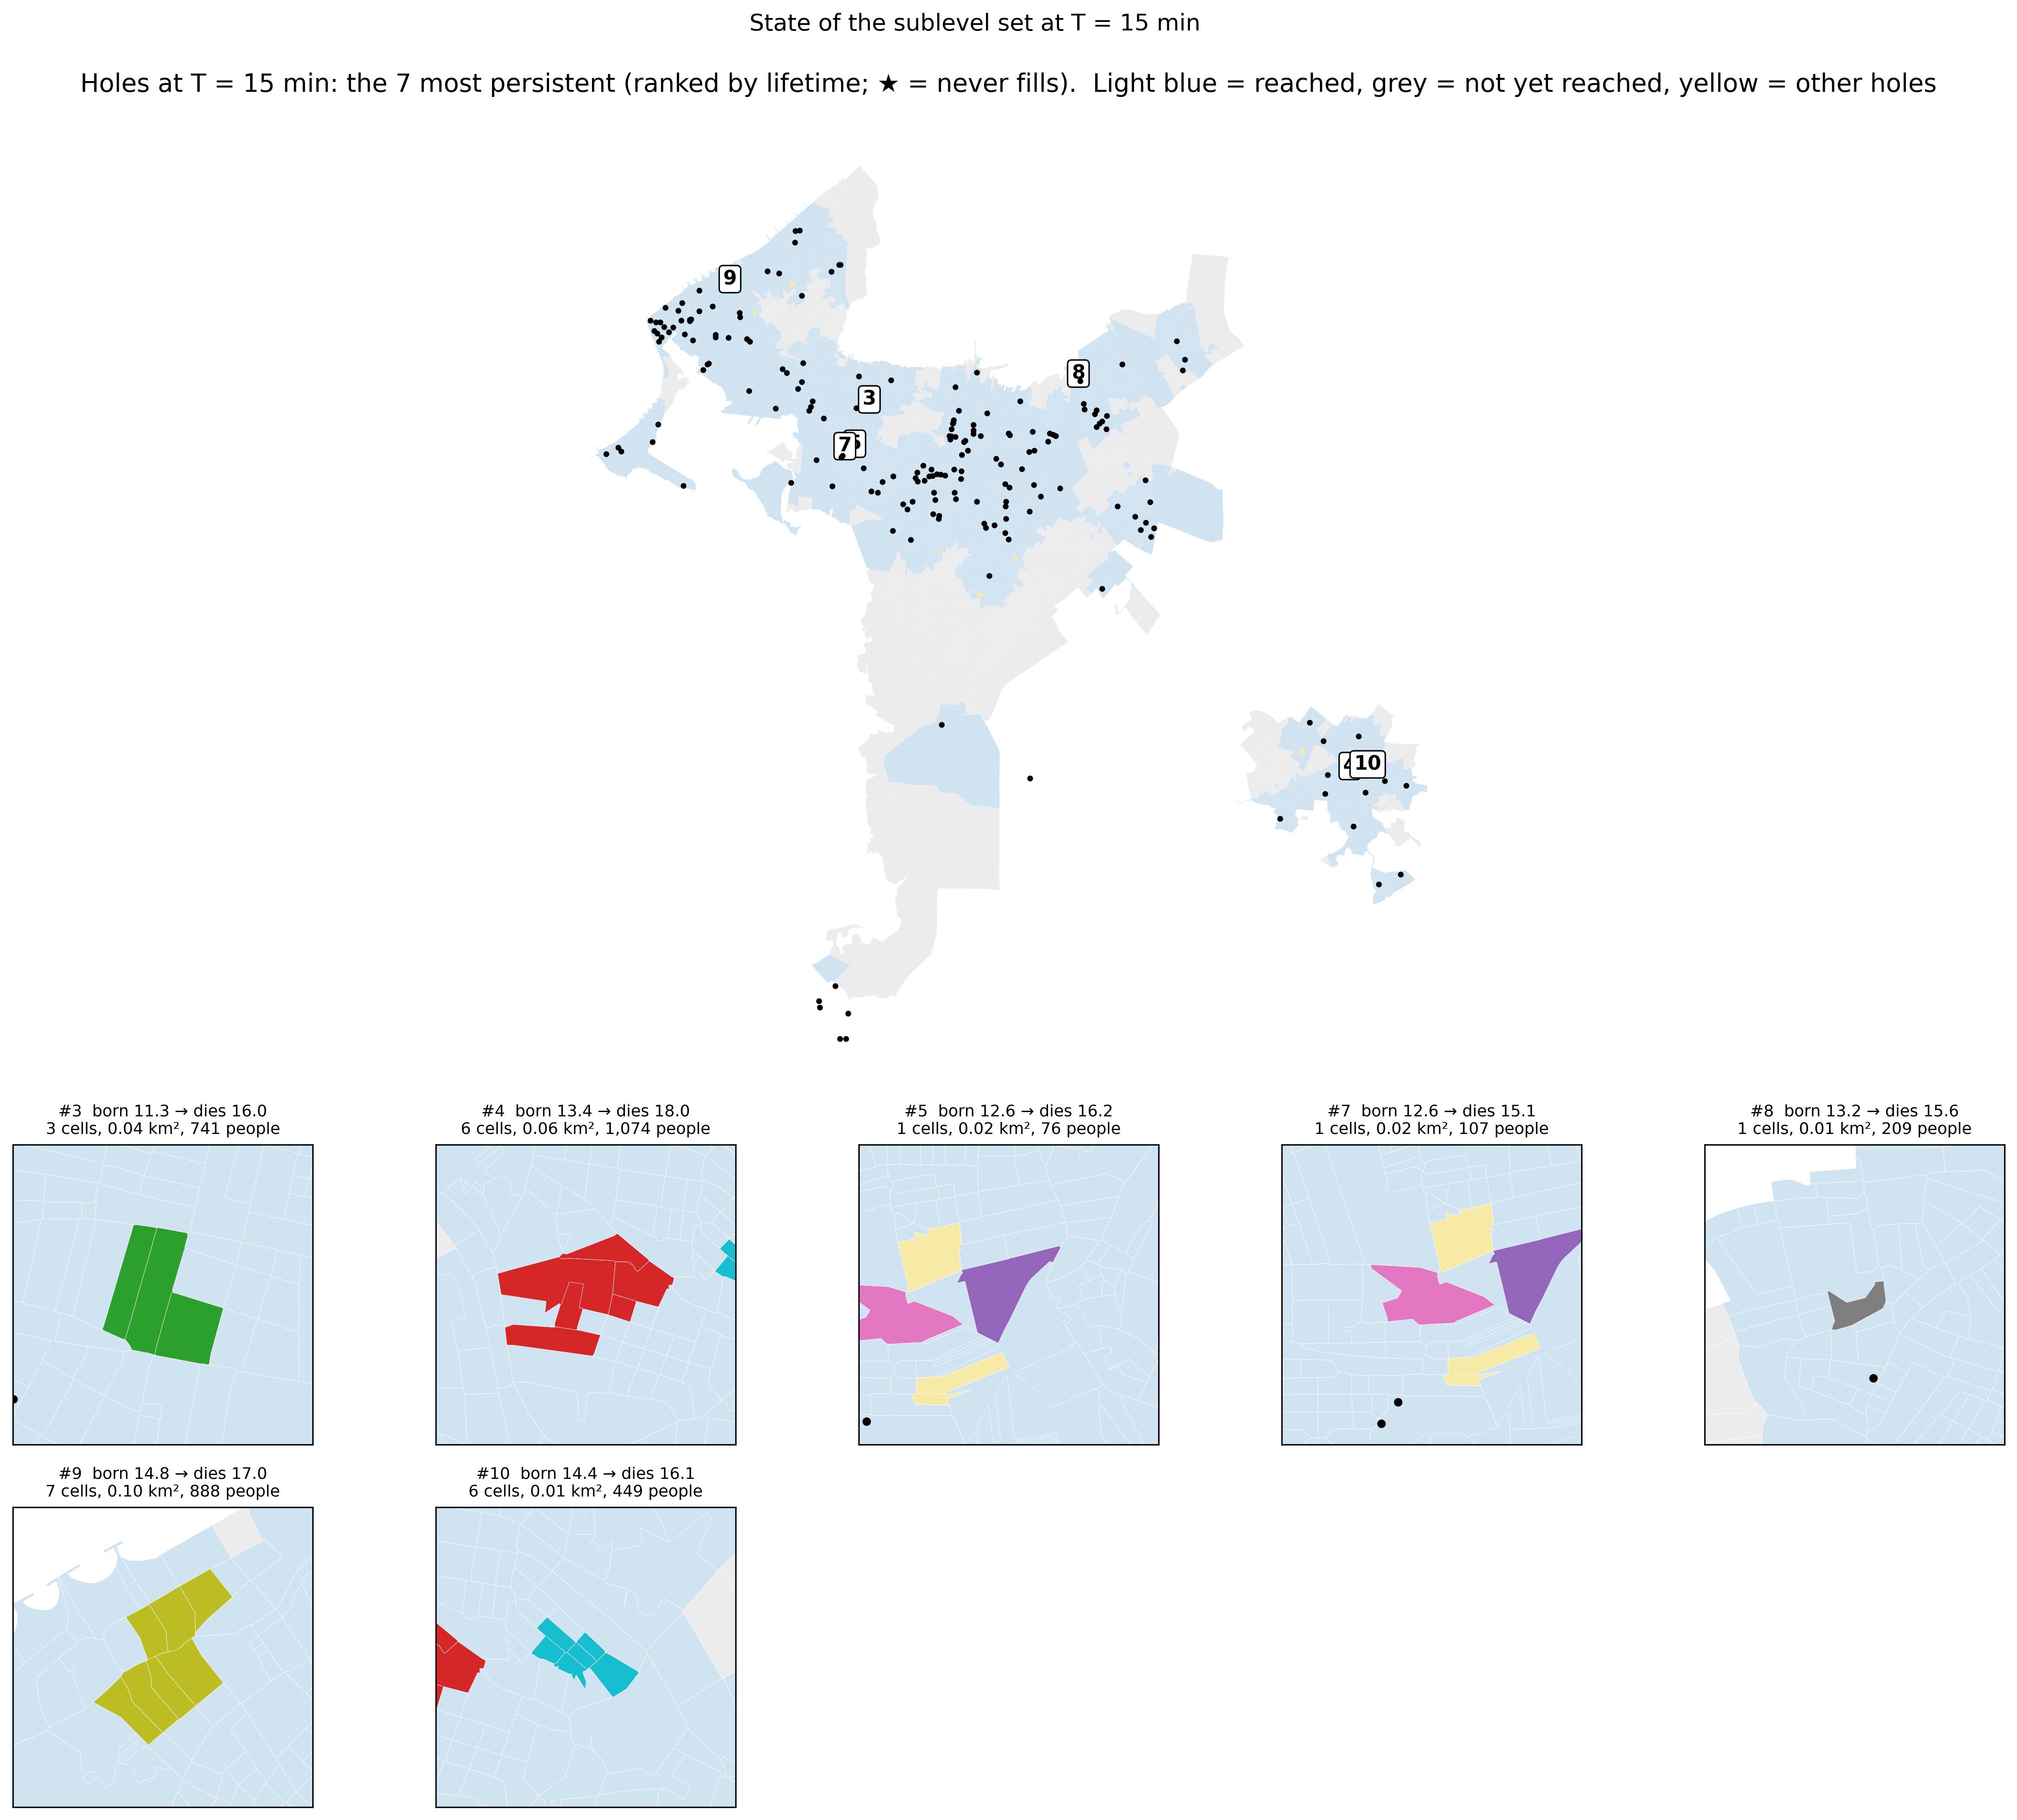 State of the sublevel set at T = 15 min
Holes at T = 15 min: the 7 most persistent (ranked by lifetime; ★ = never fills).  Light blue = reached, grey = not yet reached, yellow = other holes
9
8
3
7
4
10
#3  born 11.3 → dies 16.0
3 cells, 0.04 km², 741 people
#4  born 13.4 → dies 18.0
6 cells, 0.06 km², 1,074 people
#5  born 12.6 → dies 16.2
1 cells, 0.02 km², 76 people
#7  born 12.6 → dies 15.1
1 cells, 0.02 km², 107 people
#8  born 13.2 → dies 15.6
1 cells, 0.01 km², 209 people
#9  born 14.8 → dies 17.0
7 cells, 0.10 km², 888 people
#10  born 14.4 → dies 16.1
6 cells, 0.01 km², 449 people